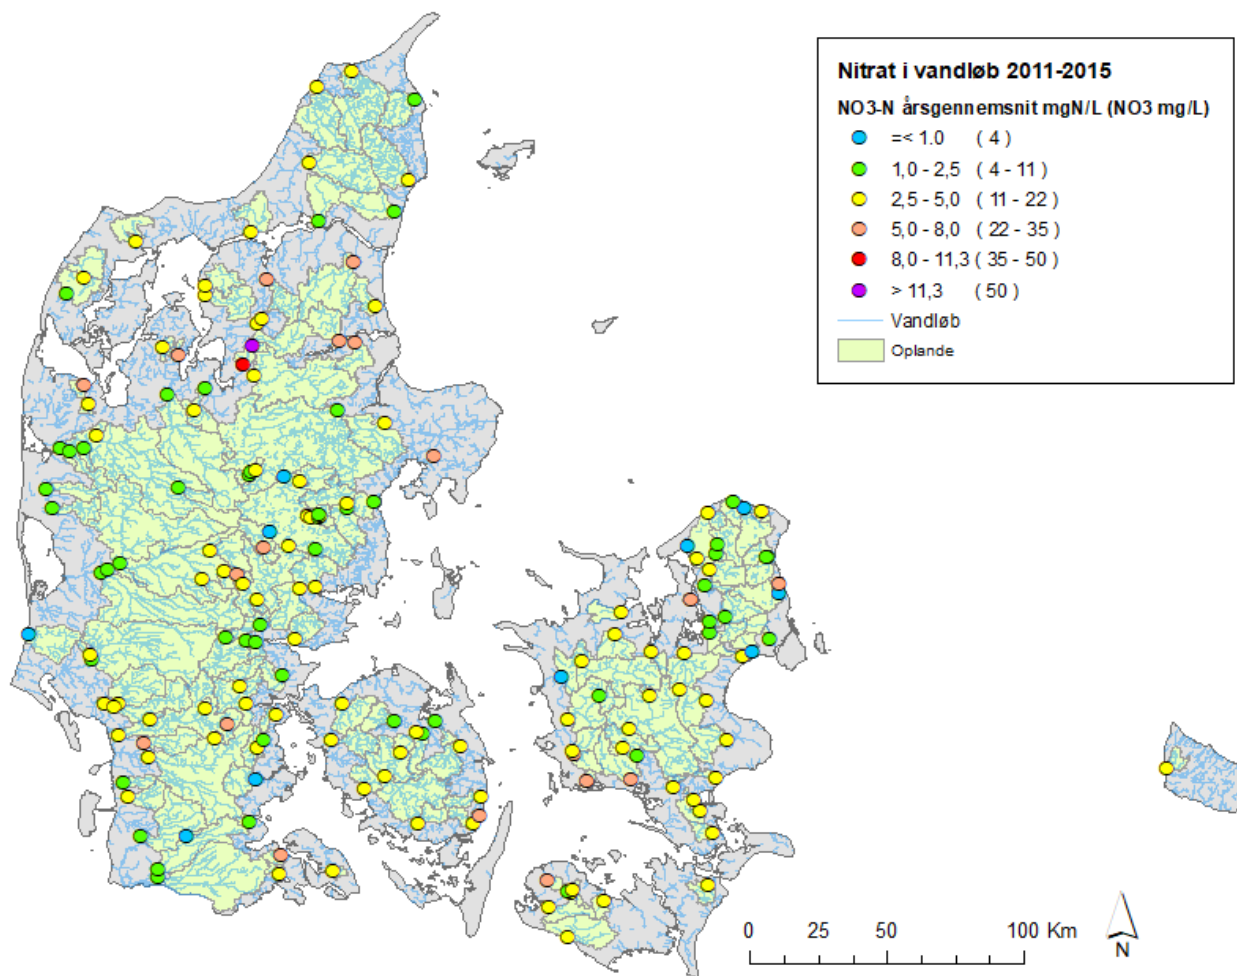 Nitrat i vandløb 2011-2015
NO3-N årsgennemsnit mgN/L (NO3 mg/L)
=< 1.0 ( 4 )
1,0 - 2,5 ( 4 - 11 )
2,5 - 5,0 ( 11 - 22 )
5,0 - 8,0 ( 22 - 35 )
8,0 - 11,3 ( 35 - 50 )
> 11,3 ( 50 )
Vandløb
Oplande
0 25 50 100 Km
N